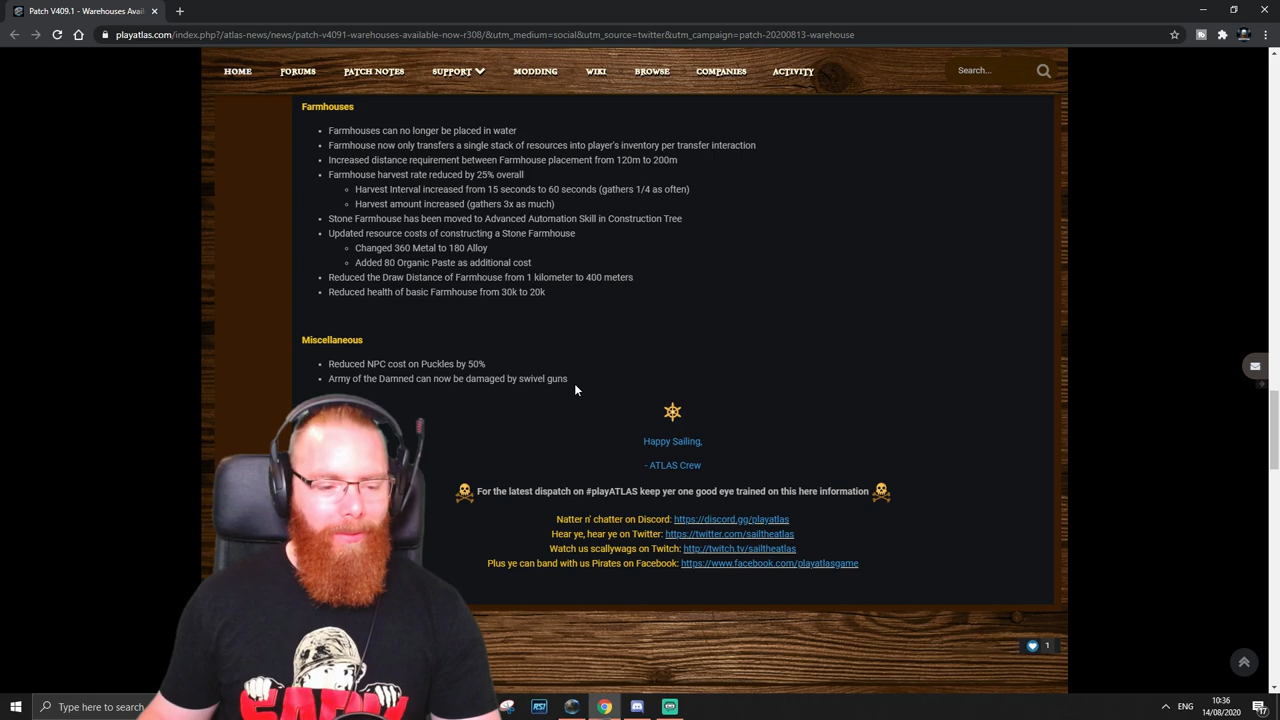 Patch V409.1 - Warehouses
playatlas.com/index.php?/atlas-news/news/patch-v4091-warehouses-available-now-r308/&utm_medium=social&utm_source=twitter&utm_campaign=patch-20200813-warehouse
HOME FORUMS PATCH NOTES SUPPORT MODDING WIKI BROWSE COMPANIES ACTIVITY Search...
Farmhouses
Farmhouses can no longer be placed in water
Farmhouse now only transfers a single stack of resources into player's inventory per transfer interaction
Increased distance requirement between Farmhouse placement from 120m to 200m
Farmhouse harvest rate reduced by 25% overall
Harvest Interval increased from 15 seconds to 60 seconds (gathers 1/4 as often)
Harvest amount increased (gathers 3x as much)
Stone Farmhouse has been moved to Advanced Automation Skill in Construction Tree
Updated resource costs of constructing a Stone Farmhouse
Changed 360 Metal to 180 Alloy
Added 80 Organic Paste as additional cost
Reduced the Draw Distance of Farmhouse from 1 kilometer to 400 meters
Reduced health of basic Farmhouse from 30k to 20k
Miscellaneous
Reduced NPC cost on Puckles by 50%
Army of the Damned can now be damaged by swivel guns
Happy Sailing,
- ATLAS Crew
For the latest dispatch on #playATLAS keep yer one good eye trained on this here information
Natter n' chatter on Discord: https://discord.gg/playatlas
Hear ye, hear ye on Twitter: https://twitter.com/sailtheatlas
Watch us scallywags on Twitch: http://twitch.tv/sailtheatlas
Plus ye can band with us Pirates on Facebook: https://www.facebook.com/playatlasgame
1
Type here to search
RSI
ENG
10:36
14/08/2020